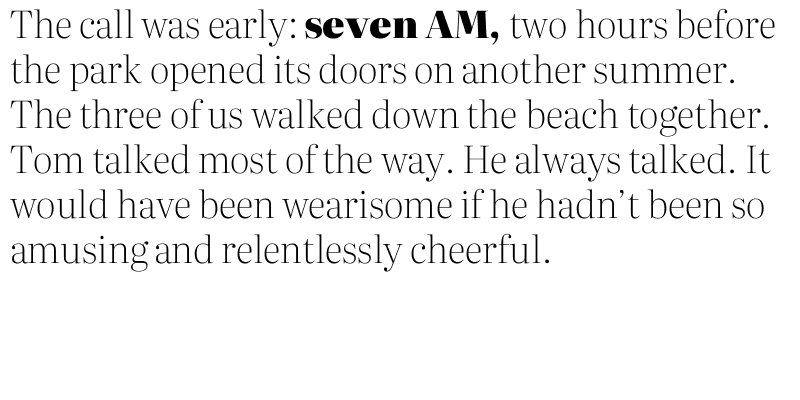 The call was early: seven AM, two hours before
the park opened its doors on another summer.
The three of us walked down the beach together.
Tom talked most of the way. He always talked. It
would have been wearisome if he hadn’t been so
amusing and relentlessly cheerful.